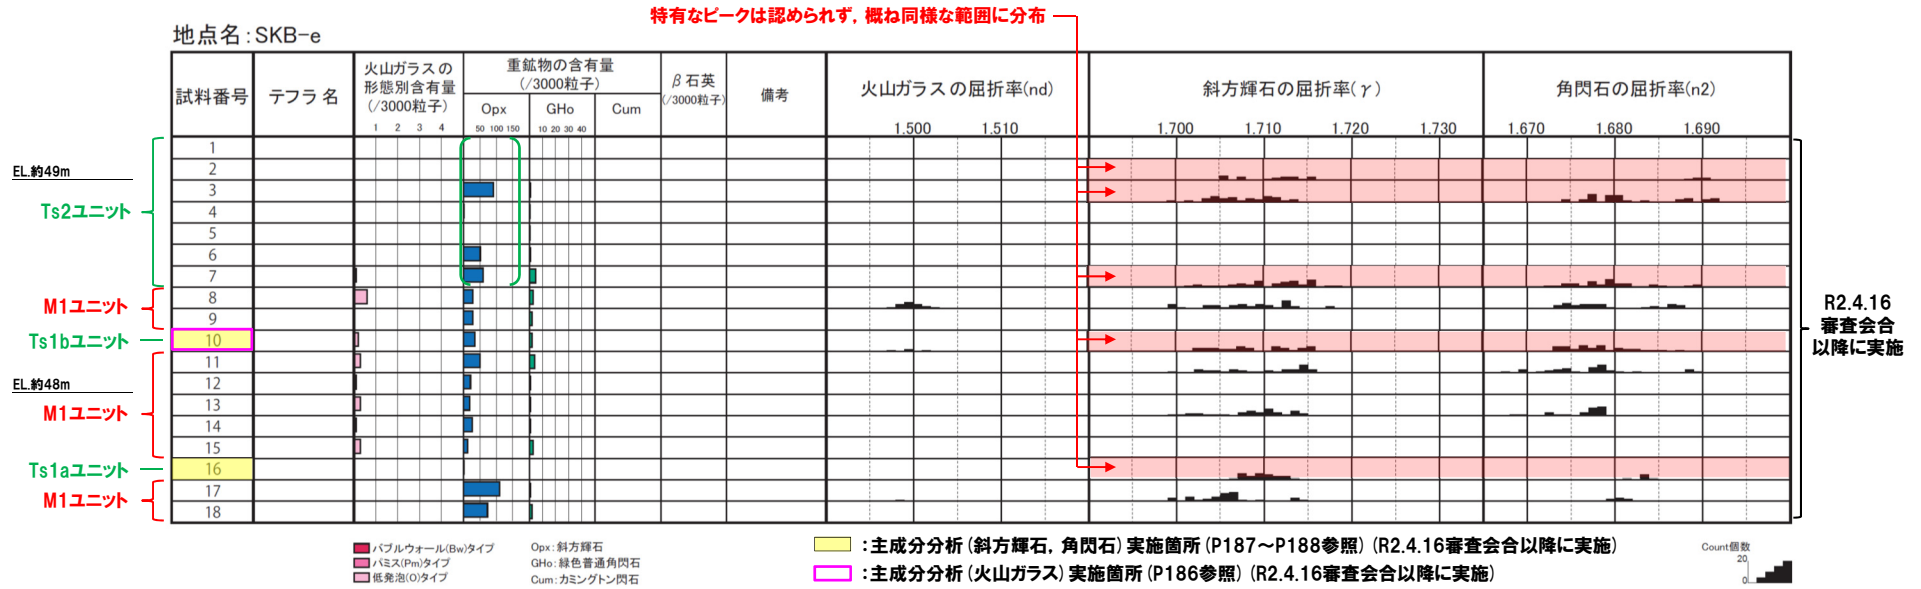 特有なピークは認められず，概ね同様な範囲に分布
地点名：SKB-e
試料番号
テフラ名
火山ガラスの
形態別含有量
(/3000粒子)
1 2 3 4
重鉱物の含有量
(/3000粒子)
Opx GHo Cum
50 100 150 10 20 30 40
β石英
(/3000粒子)
備考
火山ガラスの屈折率(nd)
1.500 1.510
斜方輝石の屈折率(γ)
1.700 1.710 1.720 1.730
角閃石の屈折率(n2)
1.670 1.680 1.690
1
2
3
4
5
6
7
8
9
10
11
12
13
14
15
16
17
18
EL.約49m
Ts2ユニット
M1ユニット
Ts1bユニット
EL.約48m
M1ユニット
Ts1aユニット
M1ユニット
R2.4.16
審査会合
以降に実施
バブルウォール(Bw)タイプ
パミス(Pm)タイプ
低発泡(O)タイプ
Opx：斜方輝石
GHo：緑色普通角閃石
Cum：カミングトン閃石
：主成分分析(斜方輝石，角閃石)実施箇所(P187～P188参照)(R2.4.16審査会合以降に実施)
：主成分分析(火山ガラス)実施箇所(P186参照)(R2.4.16審査会合以降に実施)
Count個数
20
0